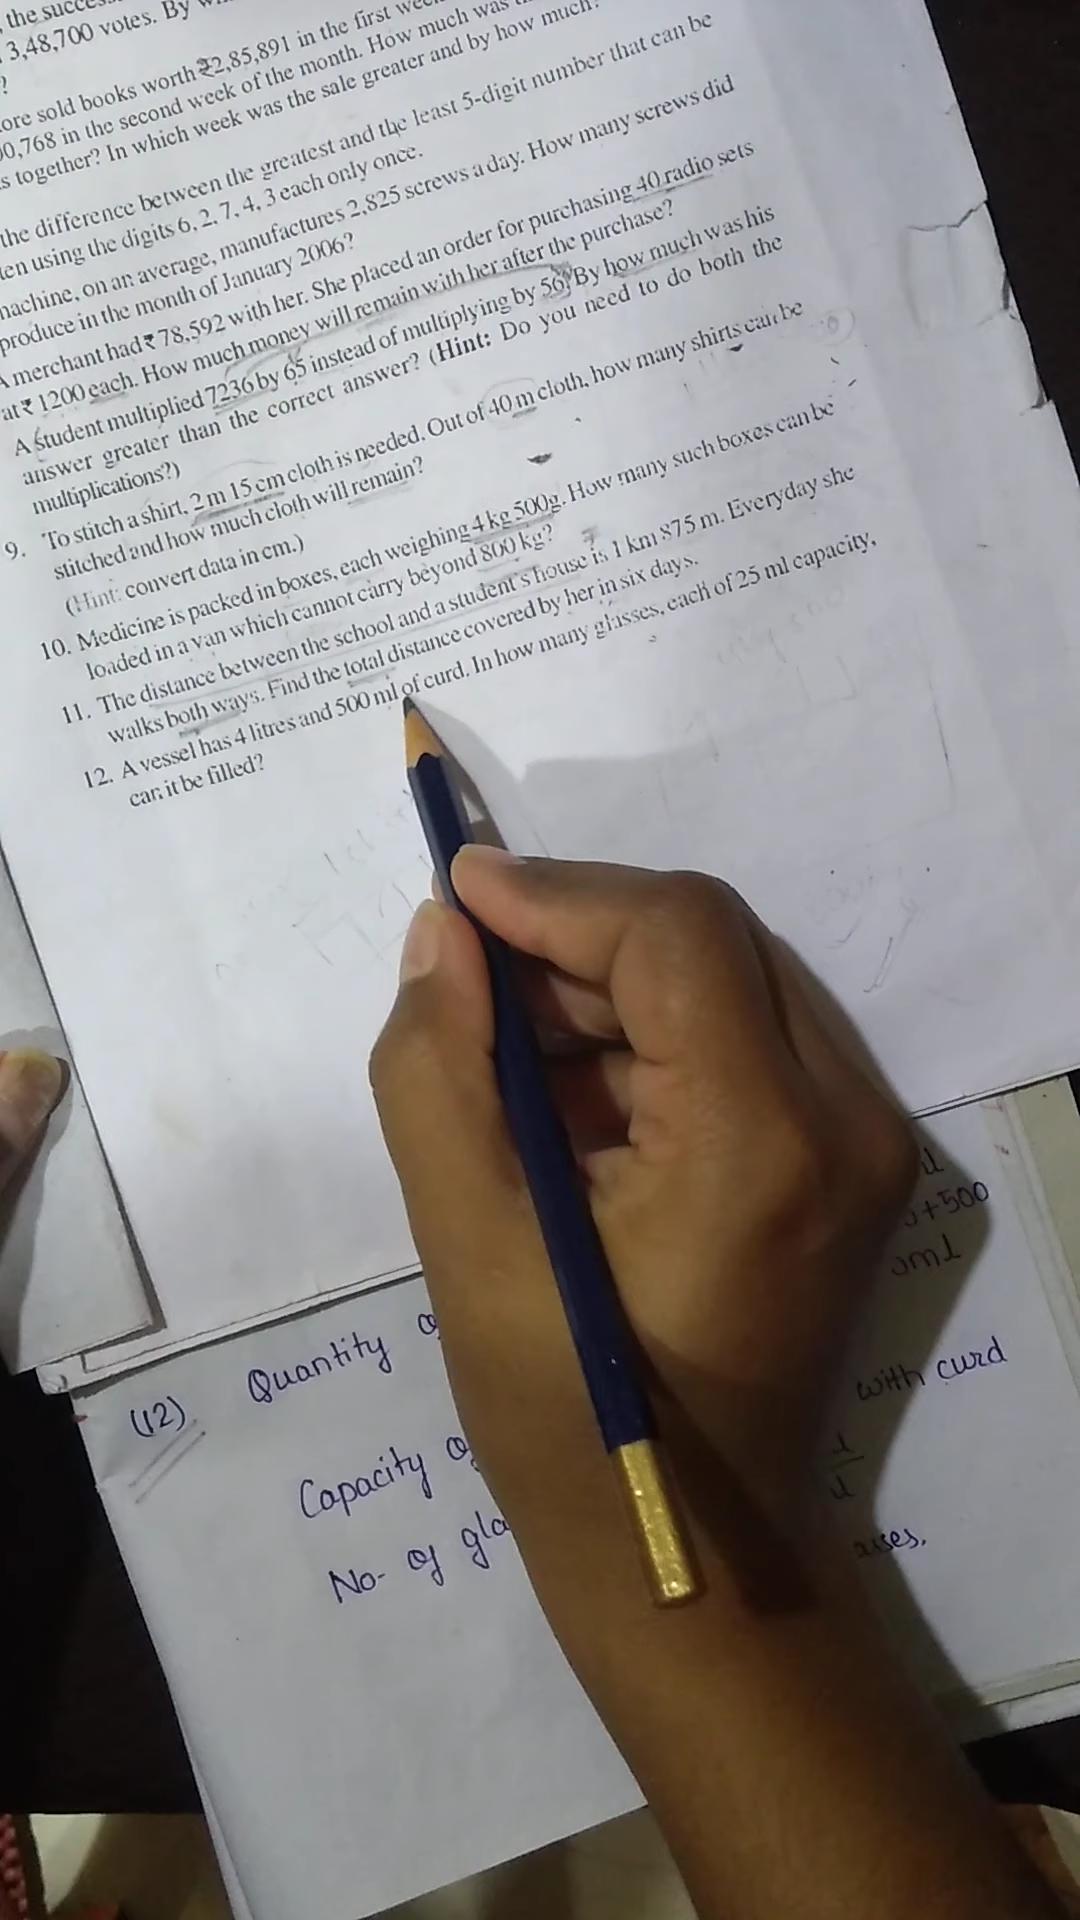 the success
3,48,700 votes. By
?
ore sold books worth ₹2,85,891 in the first week
0,768 in the second week of the month. How much was
s together? In which week was the sale greater and by how much?
the difference between the greatest and the least 5-digit number that can be
ten using the digits 6, 2, 7, 4, 3 each only once.
machine, on an average, manufactures 2,825 screws a day. How many screws did
produce in the month of January 2006?
A merchant had ₹ 78,592 with her. She placed an order for purchasing 40 radio sets
at ₹ 1200 each. How much money will remain with her after the purchase?
A student multiplied 7236 by 65 instead of multiplying by 56. By how much was his
answer greater than the correct answer? (Hint: Do you need to do both the
multiplications?)
9. To stitch a shirt, 2 m 15 cm cloth is needed. Out of 40 m cloth, how many shirts can be
stitched and how much cloth will remain?
(Hint: convert data in cm.)
10. Medicine is packed in boxes, each weighing 4 kg 500g. How many such boxes can be
loaded in a van which cannot carry beyond 800 kg?
11. The distance between the school and a student's house is 1 km 875 m. Everyday she
walks both ways. Find the total distance covered by her in six days.
12. A vessel has 4 litres and 500 ml of curd. In how many glasses, each of 25 ml capacity,
can it be filled?
+500
ml
(12) Quantity
with curd
Capacity
No- of gla
sses.